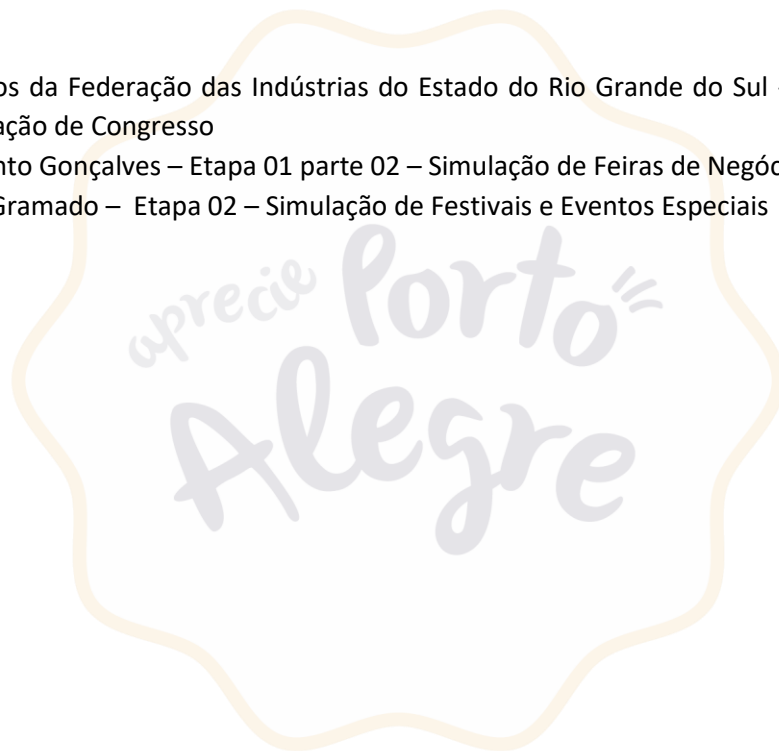 os da Federação das Indústrias do Estado do Rio Grande do Sul
ação de Congresso
nto Gonçalves – Etapa 01 parte 02 – Simulação de Feiras de Negóc
Gramado – Etapa 02 – Simulação de Festivais e Eventos Especiais
aprecie Porto
Alegre